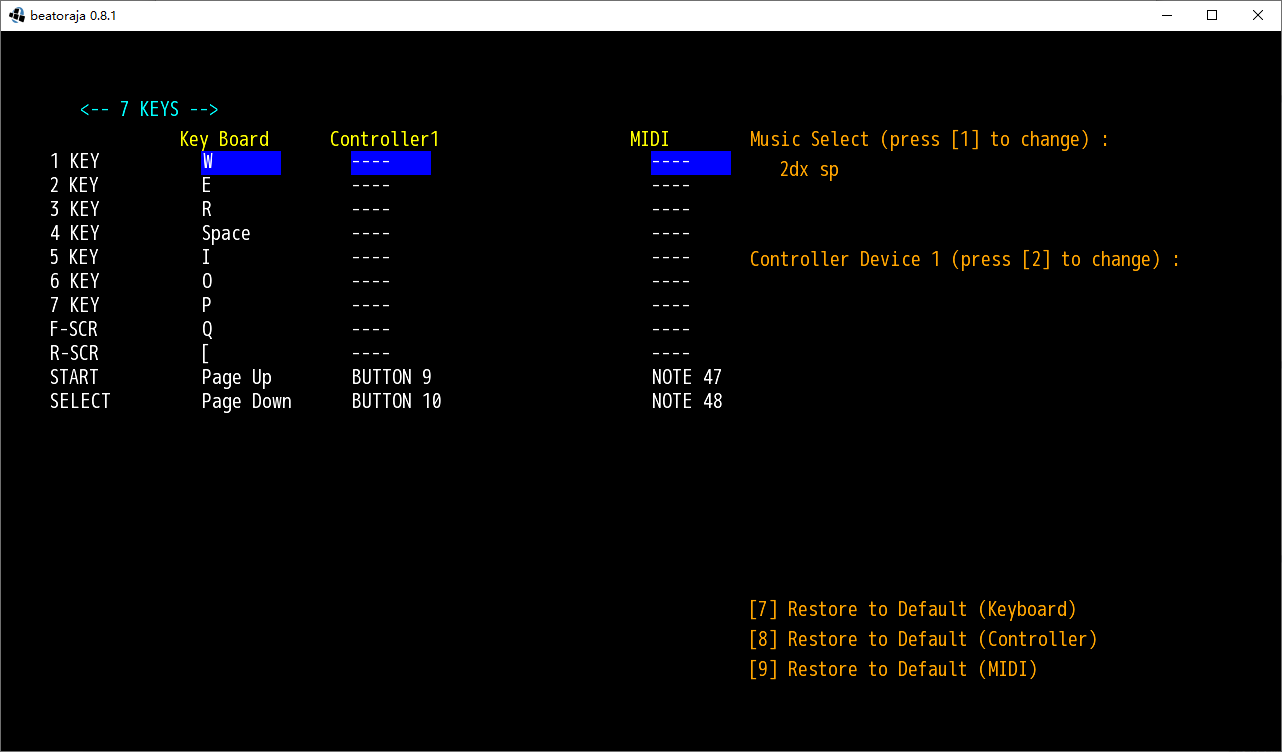 beatoraja 0.8.1
<-- 7 KEYS -->
Key Board Controller1 MIDI Music Select (press [1] to change) :
1 KEY W ---- ----
2dx sp
2 KEY E ---- ----
3 KEY R ---- ----
4 KEY Space ---- ----
5 KEY I ---- ---- Controller Device 1 (press [2] to change) :
6 KEY O ---- ----
7 KEY P ---- ----
F-SCR Q ---- ----
R-SCR [ ---- ----
START Page Up BUTTON 9 NOTE 47
SELECT Page Down BUTTON 10 NOTE 48
[7] Restore to Default (Keyboard)
[8] Restore to Default (Controller)
[9] Restore to Default (MIDI)